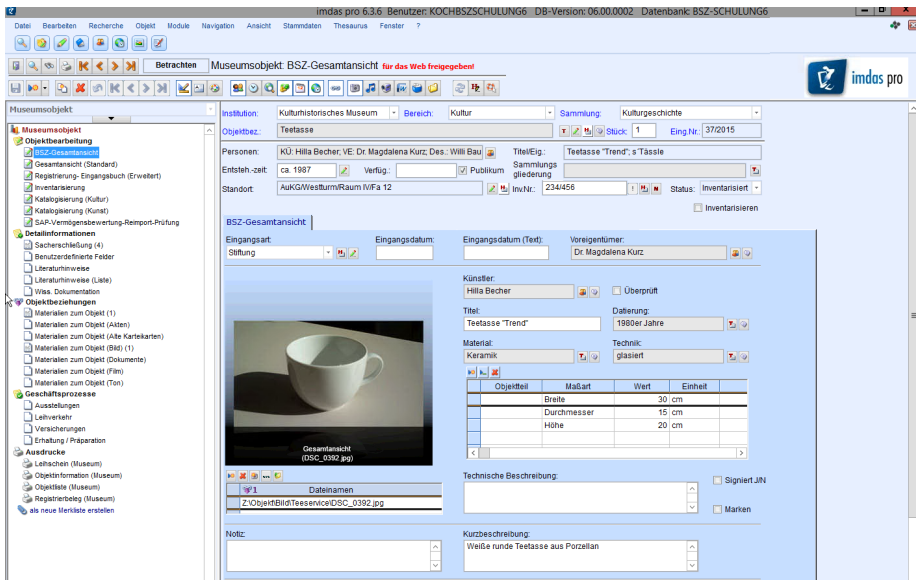 imdas pro 6.3.6 Benutzer: KOCHBSZSCHULUNG6 DB-Version: 06.00.0002 Datenbank: BSZ-SCHULUNG6
Datei Bearbeiten Recherche Objekt Module Navigation Ansicht Stammdaten Thesaurus Fenster ?
Betrachten Museumsobjekt: BSZ-Gesamtansicht für das Web freigegeben!
imdas pro
Museumsobjekt
Museumsobjekt
Objektbearbeitung
BSZ-Gesamtansicht
Gesamtansicht (Standard)
Registrierung- Eingangsbuch (Erweitert)
Inventarisierung
Katalogisierung (Kultur)
Katalogisierung (Kunst)
SAP-Vermögensbewertung-Reimport-Prüfung
Detailinformationen
Sacherschließung (4)
Benutzerdefinierte Felder
Literaturhinweise
Literaturhinweise (Liste)
Wiss. Dokumentation
Objektbeziehungen
Materialien zum Objekt (1)
Materialien zum Objekt (Akten)
Materialien zum Objekt (Alte Karteikarten)
Materialien zum Objekt (Bild) (1)
Materialien zum Objekt (Dokumente)
Materialien zum Objekt (Film)
Materialien zum Objekt (Ton)
Geschäftsprozesse
Ausstellungen
Leihverkehr
Versicherungen
Erhaltung / Präparation
Ausdrucke
Leihschein (Museum)
Objektinformation (Museum)
Objektliste (Museum)
Registrierbeleg (Museum)
als neue Merkliste erstellen
Institution: Kulturhistorisches Museum Bereich: Kultur Sammlung: Kulturgeschichte
Objektbez.: Teetasse Stück: 1 Eing.Nr.: 37/2015
Personen: KÜ: Hilla Becher; VE: Dr. Magdalena Kurz; Des.: Willi Bau Titel/Eig.: Teetasse "Trend"; s´Tässle
Entsteh.-zeit: ca. 1987 Verfüg.: Publikum Sammlungs
gliederung
Standort: AuKG/Westturm/Raum IV/Fa 12 Inv.Nr.: 234/456 Status: Inventarisiert
Inventarisieren
BSZ-Gesamtansicht
Eingangsart: Eingangsdatum: Eingangsdatum (Text): Voreigentümer:
Stiftung Dr. Magdalena Kurz
Künstler:
Hilla Becher Überprüft
Titel: Datierung:
Teetasse "Trend" 1980er Jahre
Material: Technik:
Keramik glasiert
Objektteil Maßart Wert Einheit
Breite 30 cm
Durchmesser 15 cm
Höhe 20 cm
Gesamtansicht
(DSC_0392.jpg)
1 Dateinamen
Z:\Objekt\Bild\Teeservice\DSC_0392.jpg
Technische Beschreibung:
Signiert J/N
Marken
Notiz: Kurzbeschreibung:
Weiße runde Teetasse aus Porzellan